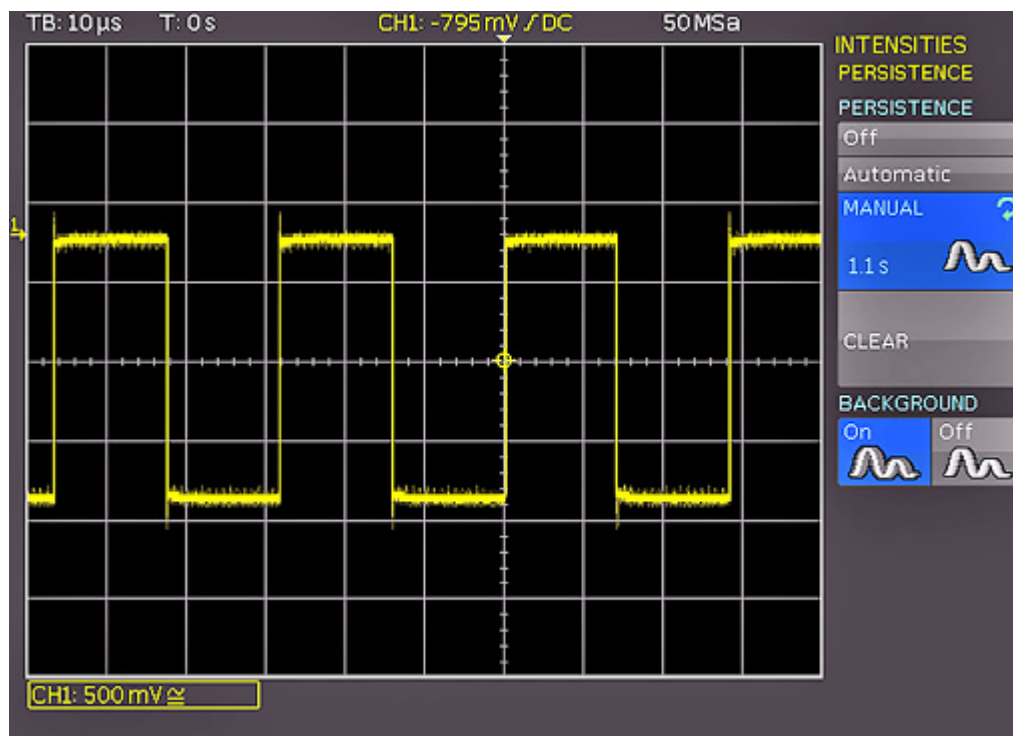 TB: 10 µs T: 0 s CH1: -795 mV / DC 50 MSa
INTENSITIES
PERSISTENCE
PERSISTENCE
Off
Automatic
MANUAL
1.1 s
CLEAR
BACKGROUND
On Off
1
CH1: 500 mV ≅